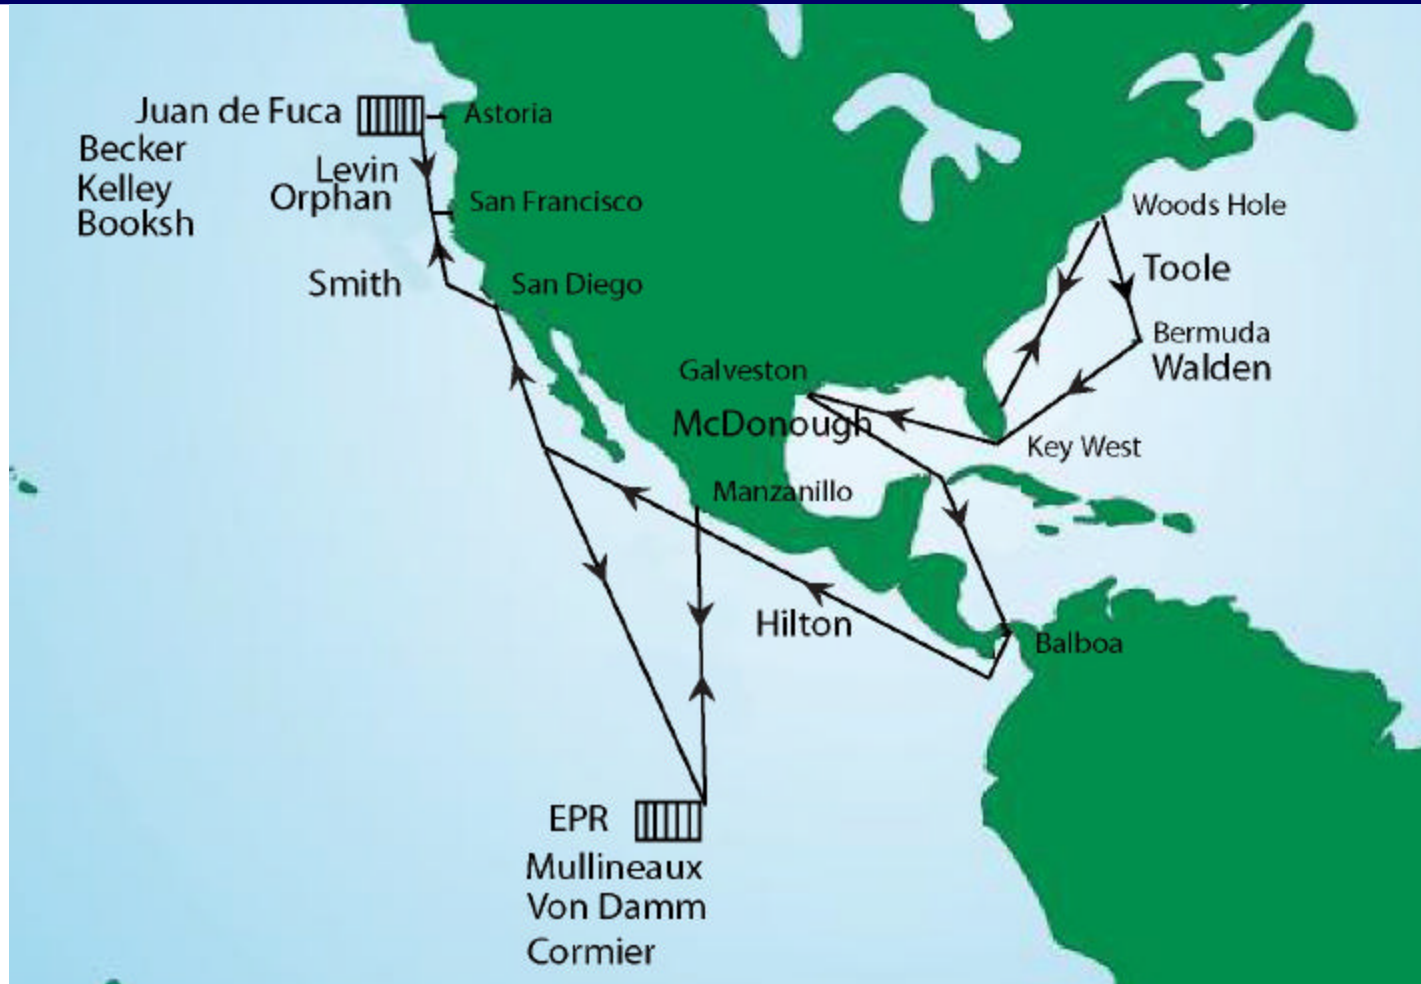 Juan de Fuca
Astoria
Becker
Levin
Kelley
Orphan
San Francisco
Booksh
Woods Hole
Smith
San Diego
Toole
Bermuda
Walden
Galveston
McDonough
Key West
Manzanillo
Hilton
Balboa
EPR
Mullineaux
Von Damm
Cormier